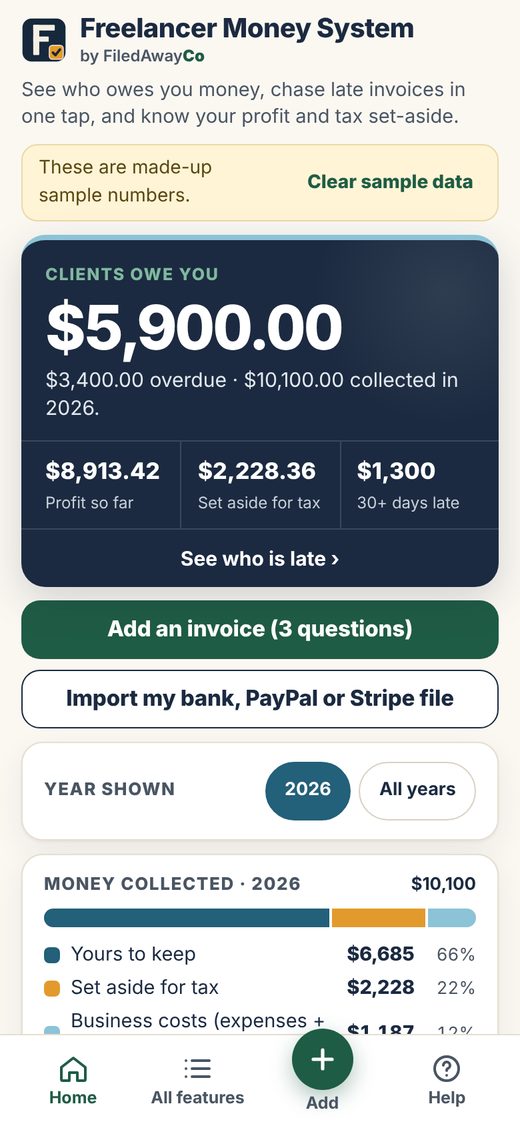 Freelancer Money System
by FiledAwayCo
See who owes you money, chase late invoices in
one tap, and know your profit and tax set-aside.
These are made-up
sample numbers.
Clear sample data
CLIENTS OWE YOU
$5,900.00
$3,400.00 overdue · $10,100.00 collected in
2026.
$8,913.42
Profit so far
$2,228.36
Set aside for tax
$1,300
30+ days late
See who is late ›
Add an invoice (3 questions)
Import my bank, PayPal or Stripe file
YEAR SHOWN
2026
All years
MONEY COLLECTED · 2026
$10,100
Yours to keep $6,685 66%
Set aside for tax $2,228 22%
Business costs (expenses +
$1,187 12%
Home
All features
Add
Help